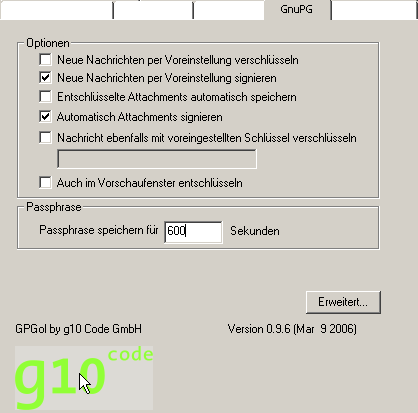 GnuPG
Optionen
Neue Nachrichten per Voreinstellung verschlüsseln
Neue Nachrichten per Voreinstellung signieren
Entschlüsselte Attachments automatisch speichern
Automatisch Attachments signieren
Nachricht ebenfalls mit voreingestellten Schlüssel verschlüsseln
Auch im Vorschaufenster entschlüsseln
Passphrase
Passphrase speichern für 600 Sekunden
Erweitert...
GPGol by g10 Code GmbH Version 0.9.6 (Mar 9 2006)
g10 code